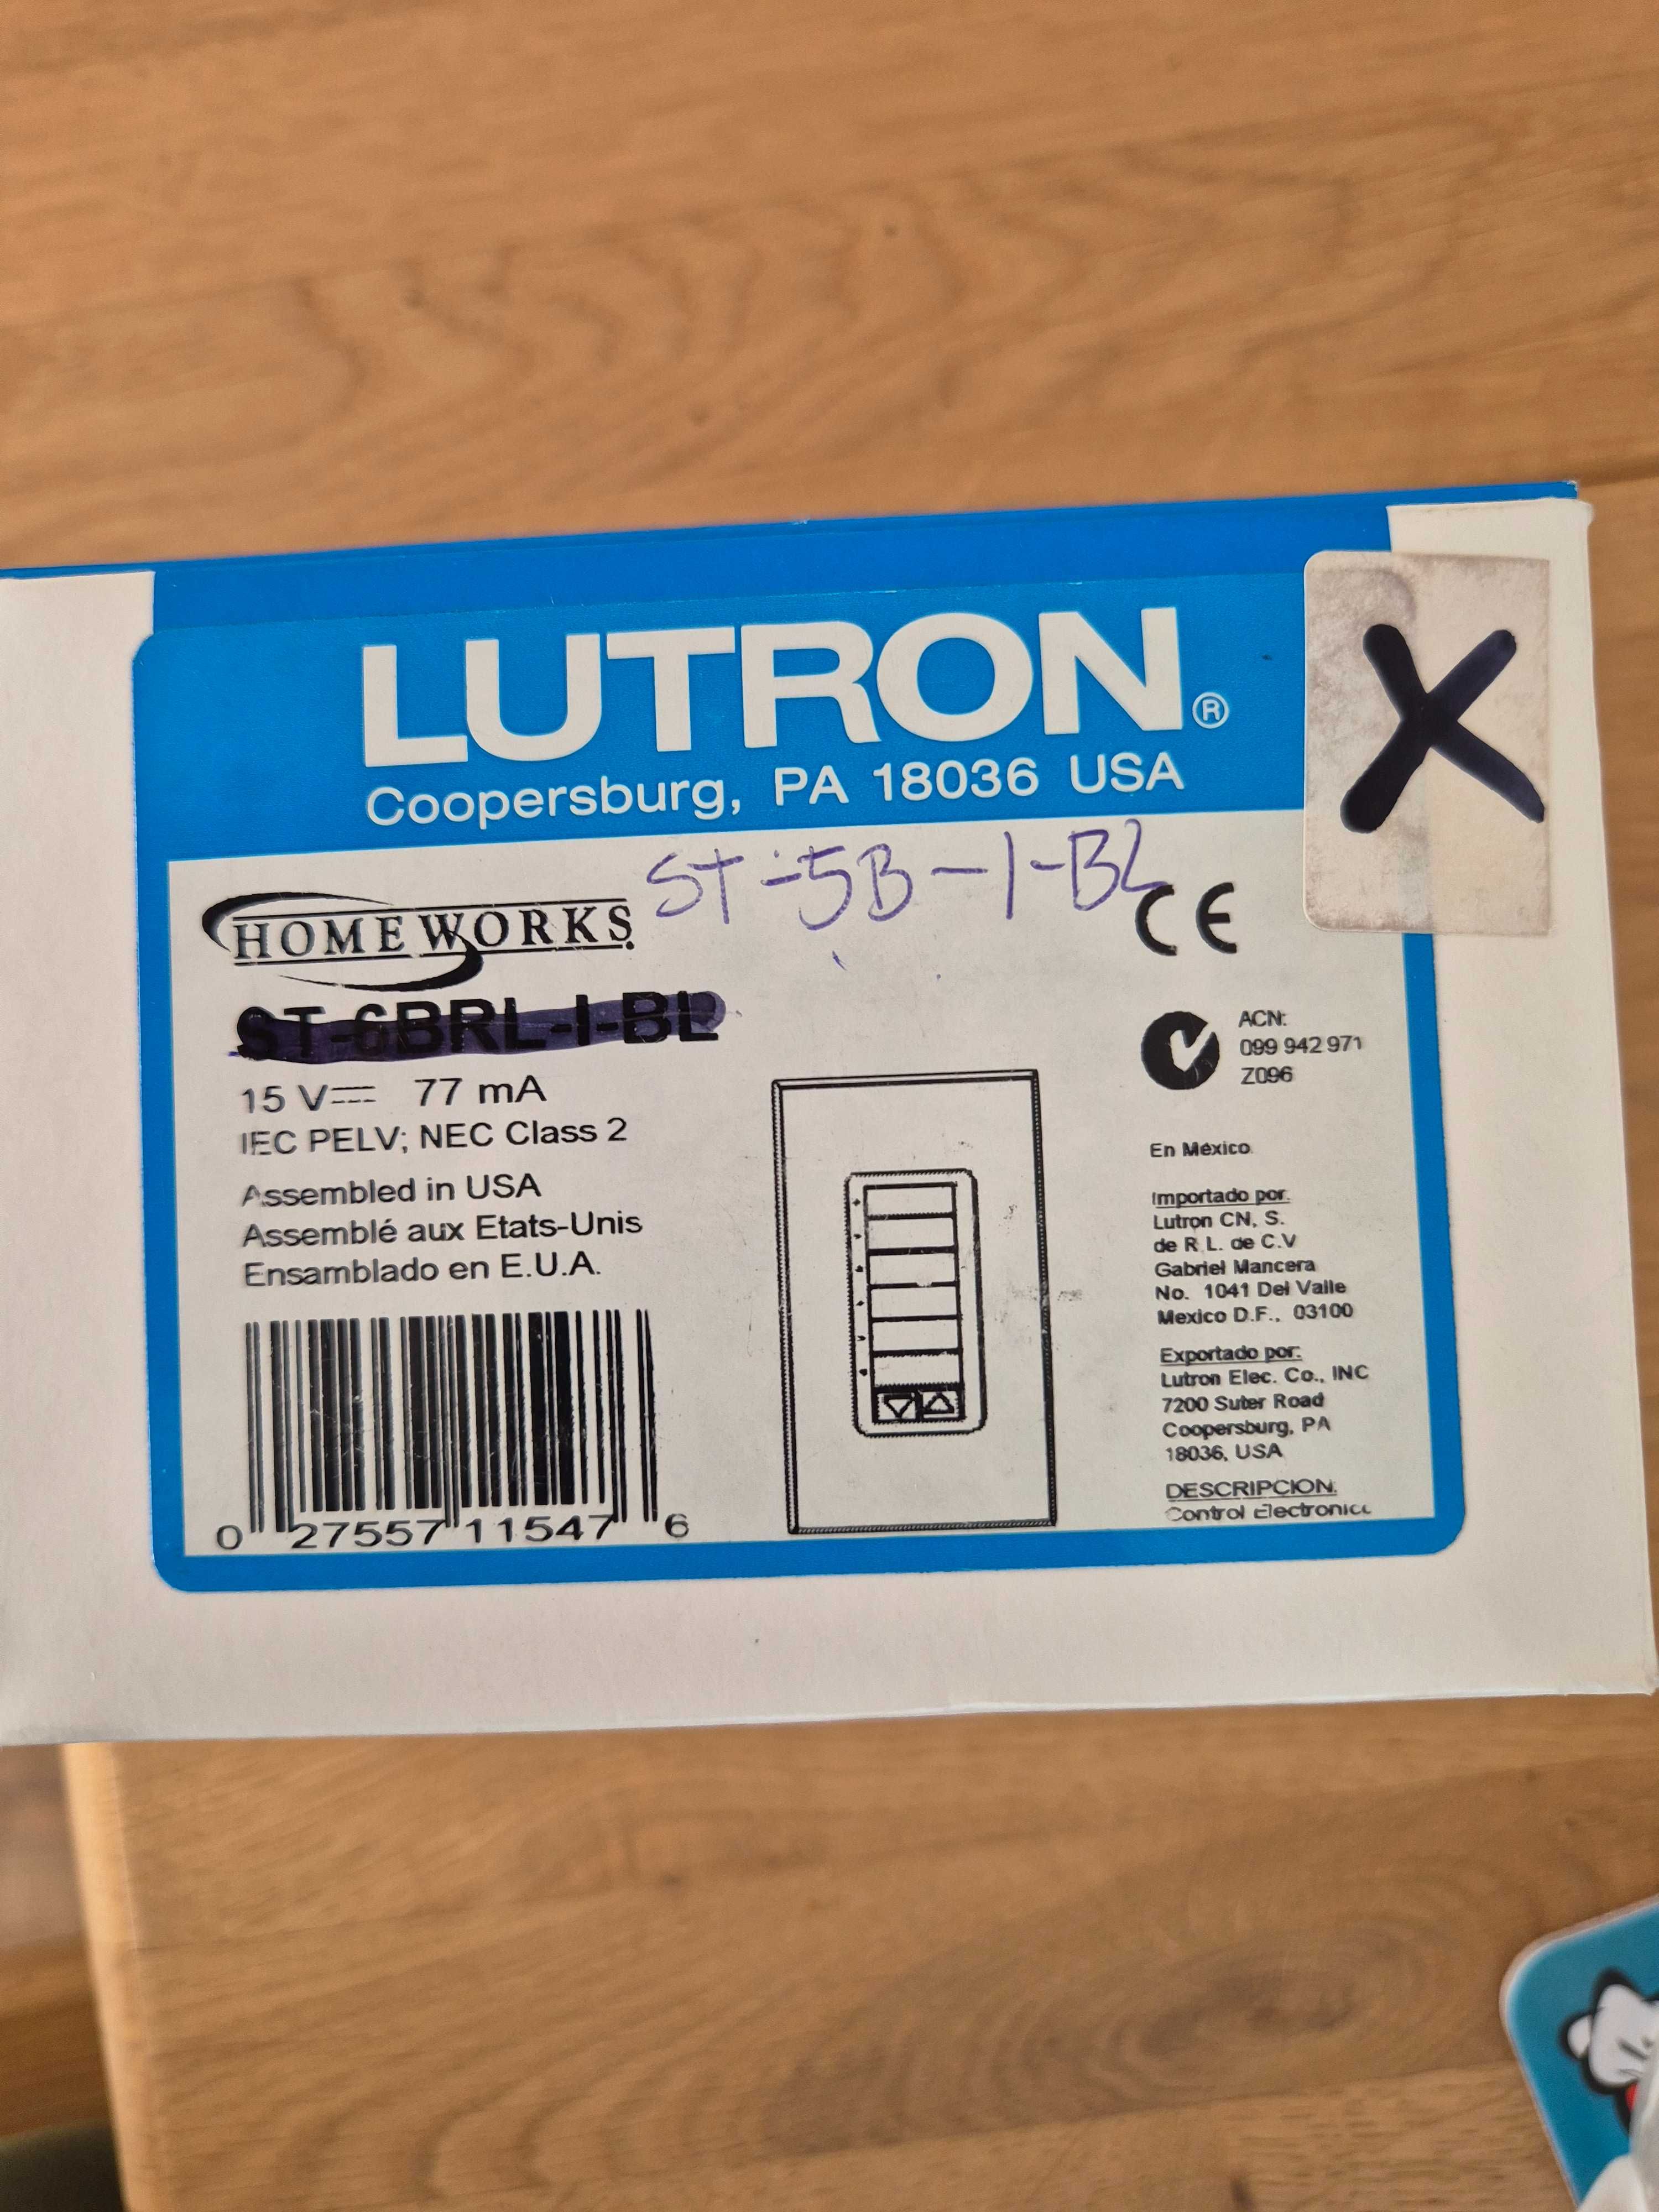 LUTRON®
Coopersburg, PA 18036 USA
X
ST-5B-I-BL
HOMEWORKS
CE
ST-6BRL-I-BL
15 V 77 mA
IEC PELV; NEC Class 2
Assembled in USA
Assemblé aux Etats-Unis
Ensamblado en E.U.A.
0 27557 11547 6
ACN:
099 942 971
Z096
En México
Importado por:
Lutron CN, S.
de R.L. de C.V
Gabriel Mancera
No. 1041 Del Valle
Mexico D.F., 03100
Exportado por:
Lutron Elec. Co., INC
7200 Suter Road
Coopersburg, PA
18036, USA
DESCRIPCION:
Control Electronico